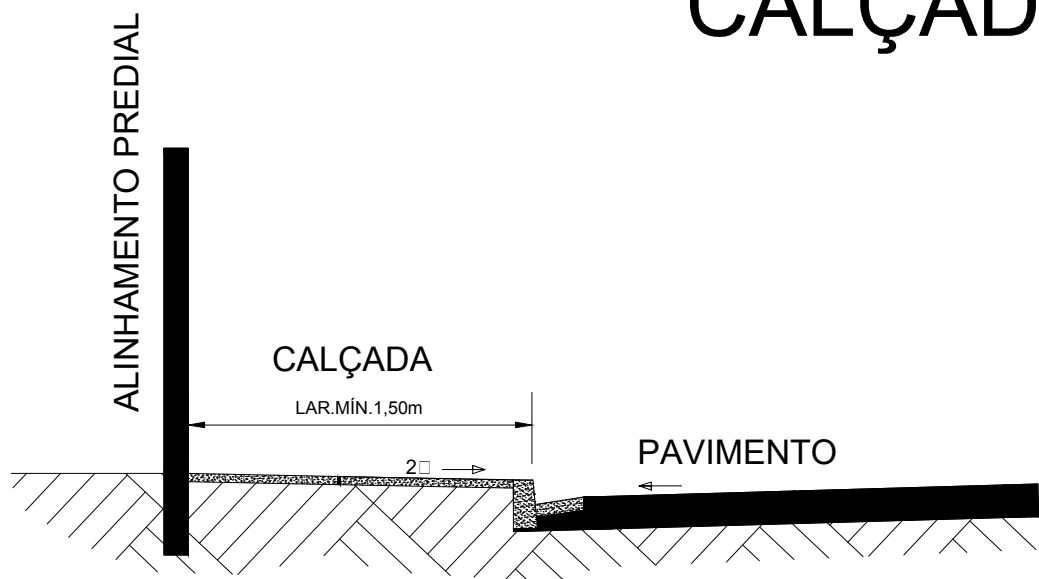 CALÇAD
ALINHAMENTO PREDIAL
CALÇADA
LAR.MÍN.1,50m
2□
PAVIMENTO